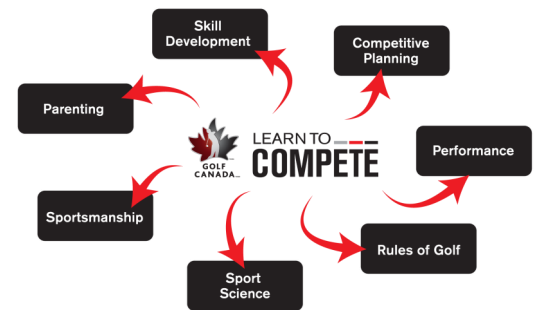 Skill
Development
Competitive
Planning
Parenting
LEARN TO
COMPETE
GOLF
CANADA
Performance
Sportsmanship
Rules of Golf
Sport
Science